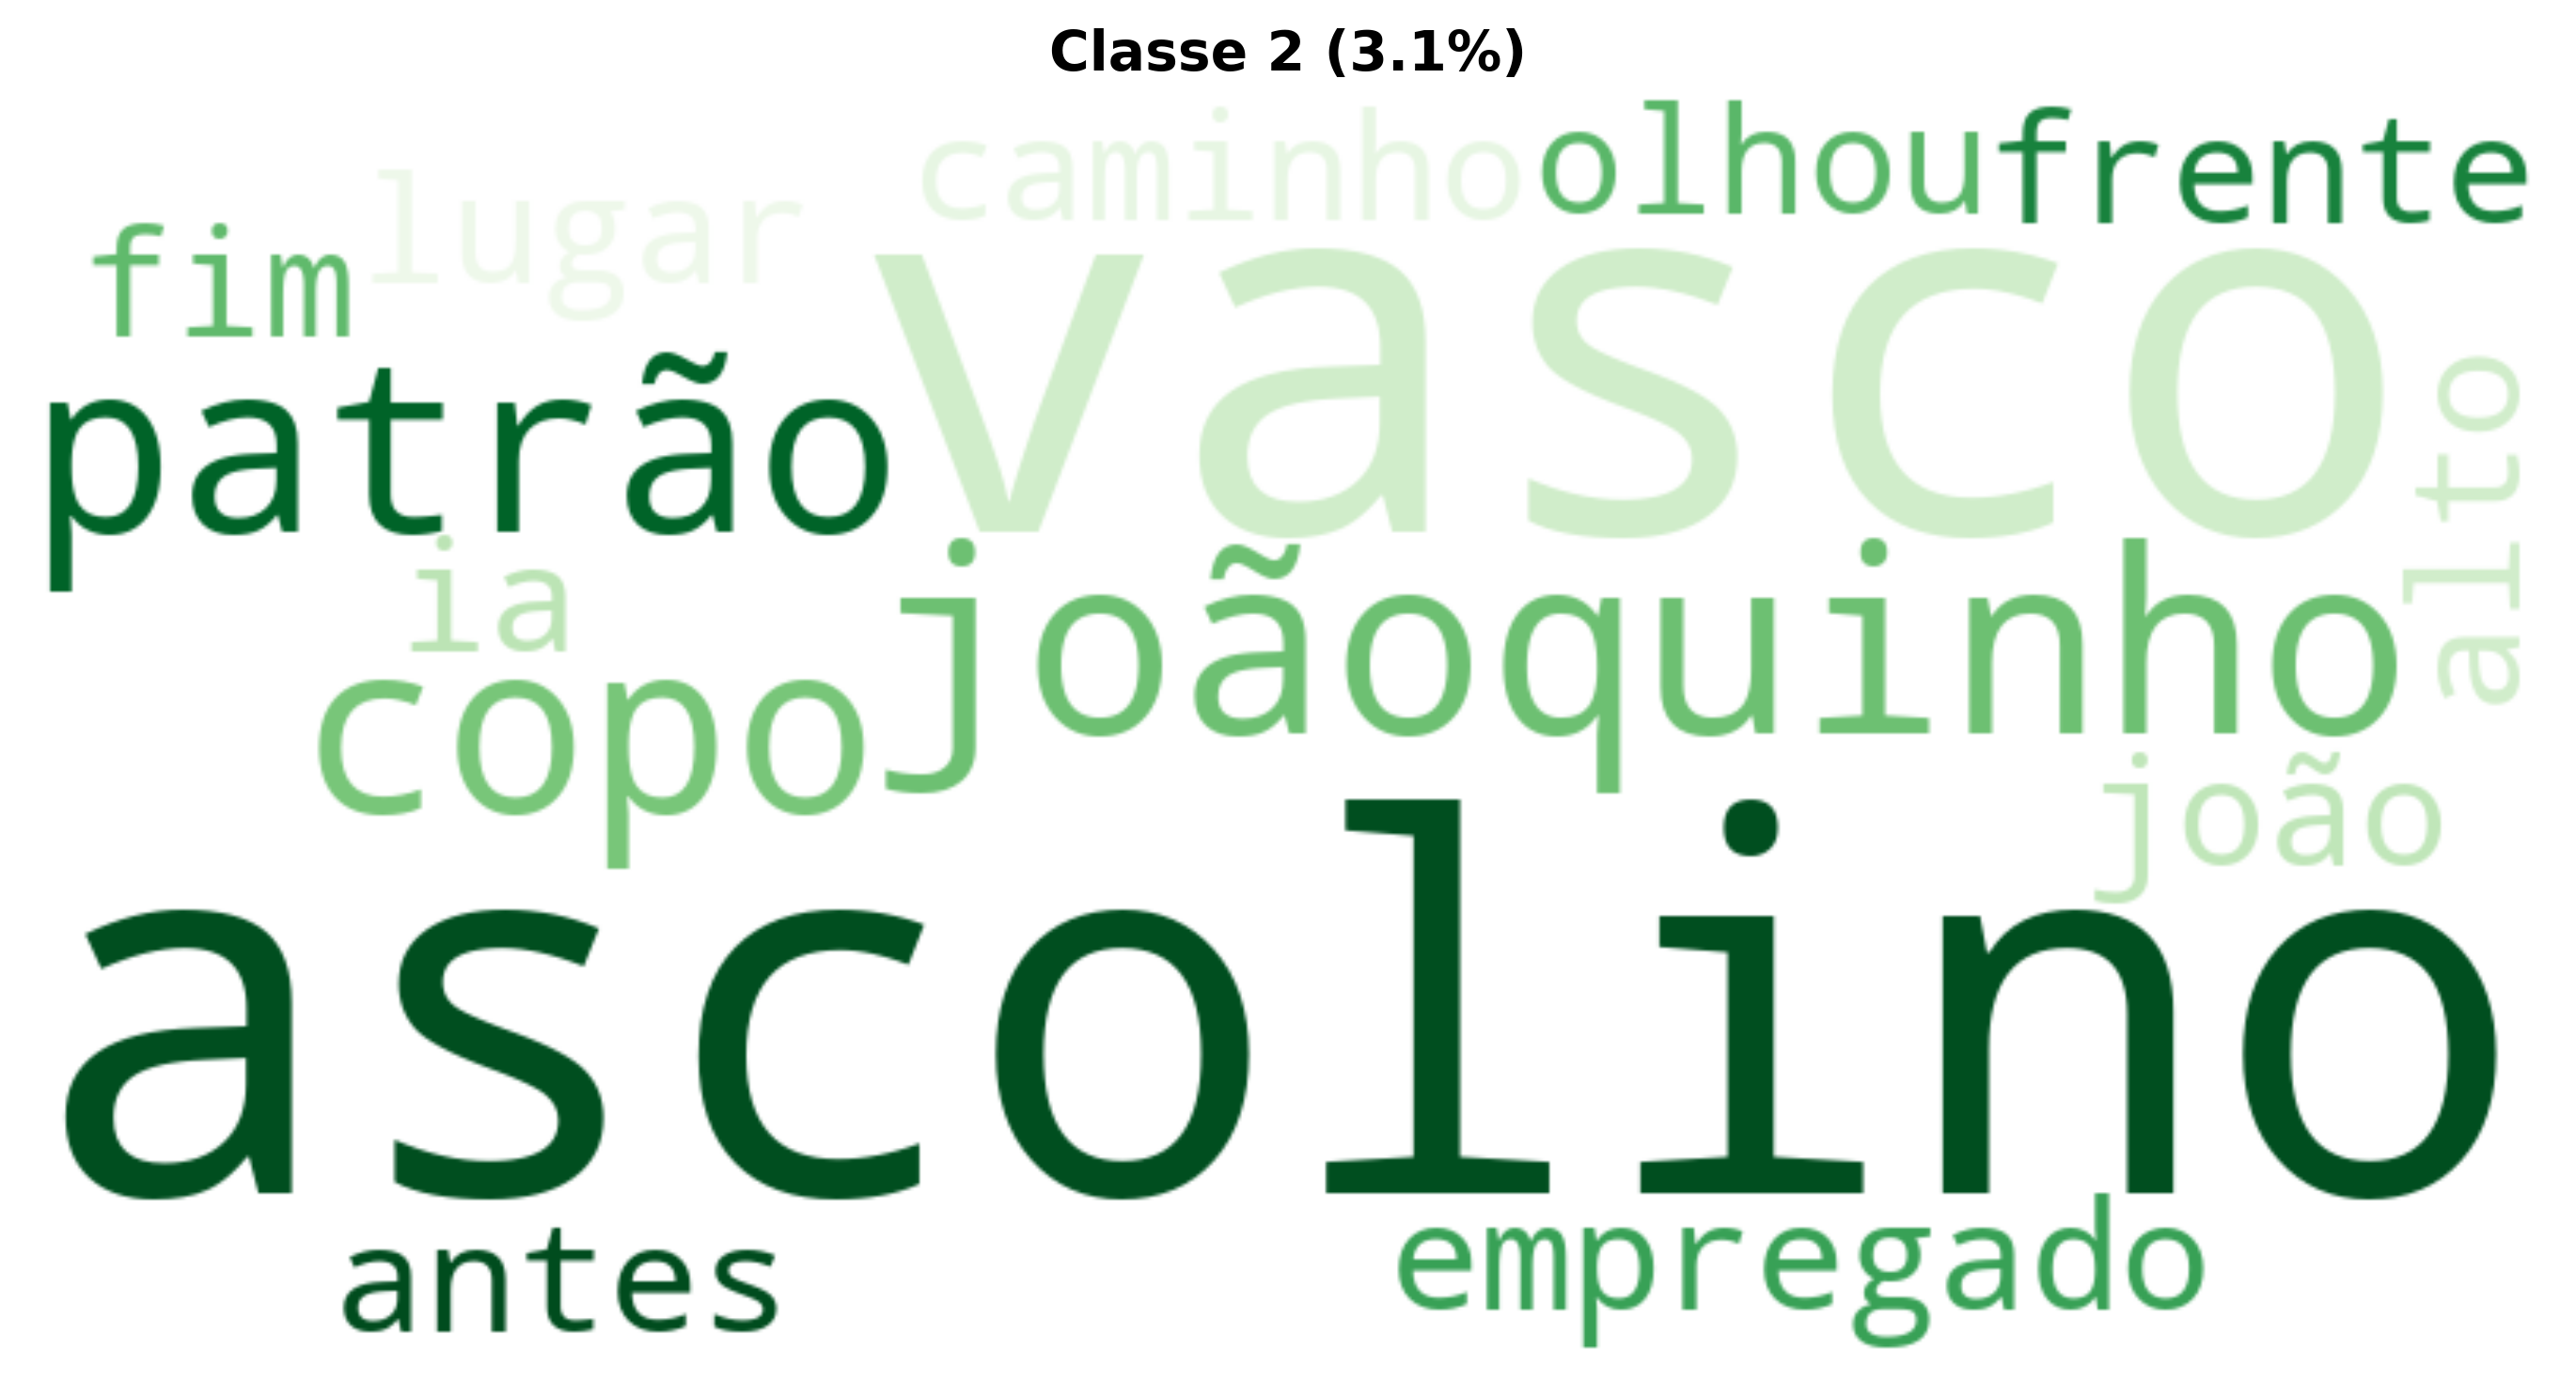 Classe 2 (3.1%)
caminho olhou frente
fim lugar
vasco
patrão
alto
ia
joãoquinho
copo
joão
ascolino
antes
empregado